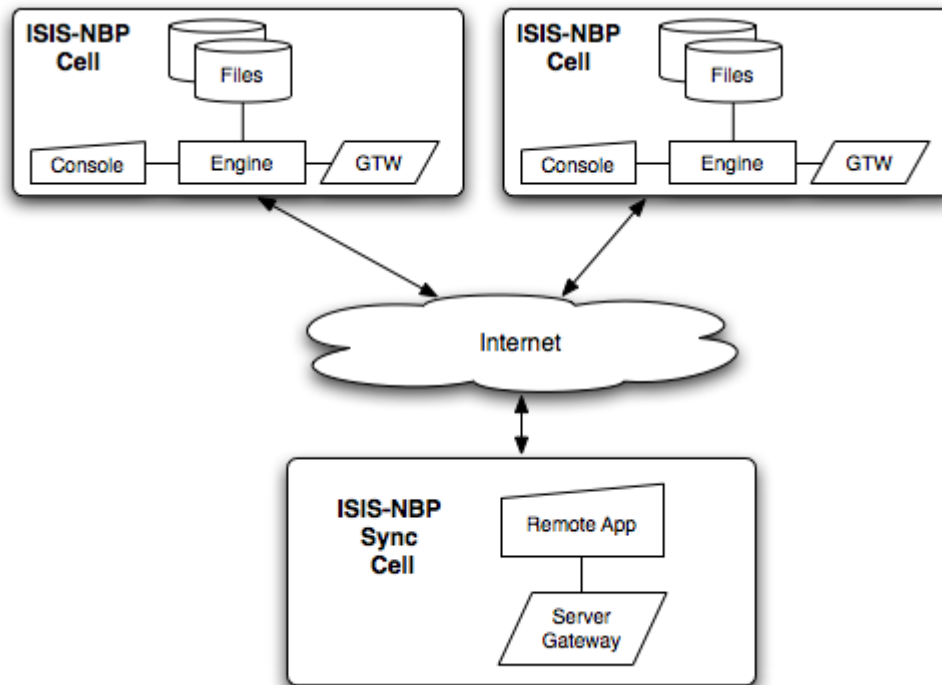 ISIS-NBP
Cell
Files
Console
Engine
GTW
ISIS-NBP
Cell
Files
Console
Engine
GTW
Internet
ISIS-NBP
Sync
Cell
Remote App
Server
Gateway